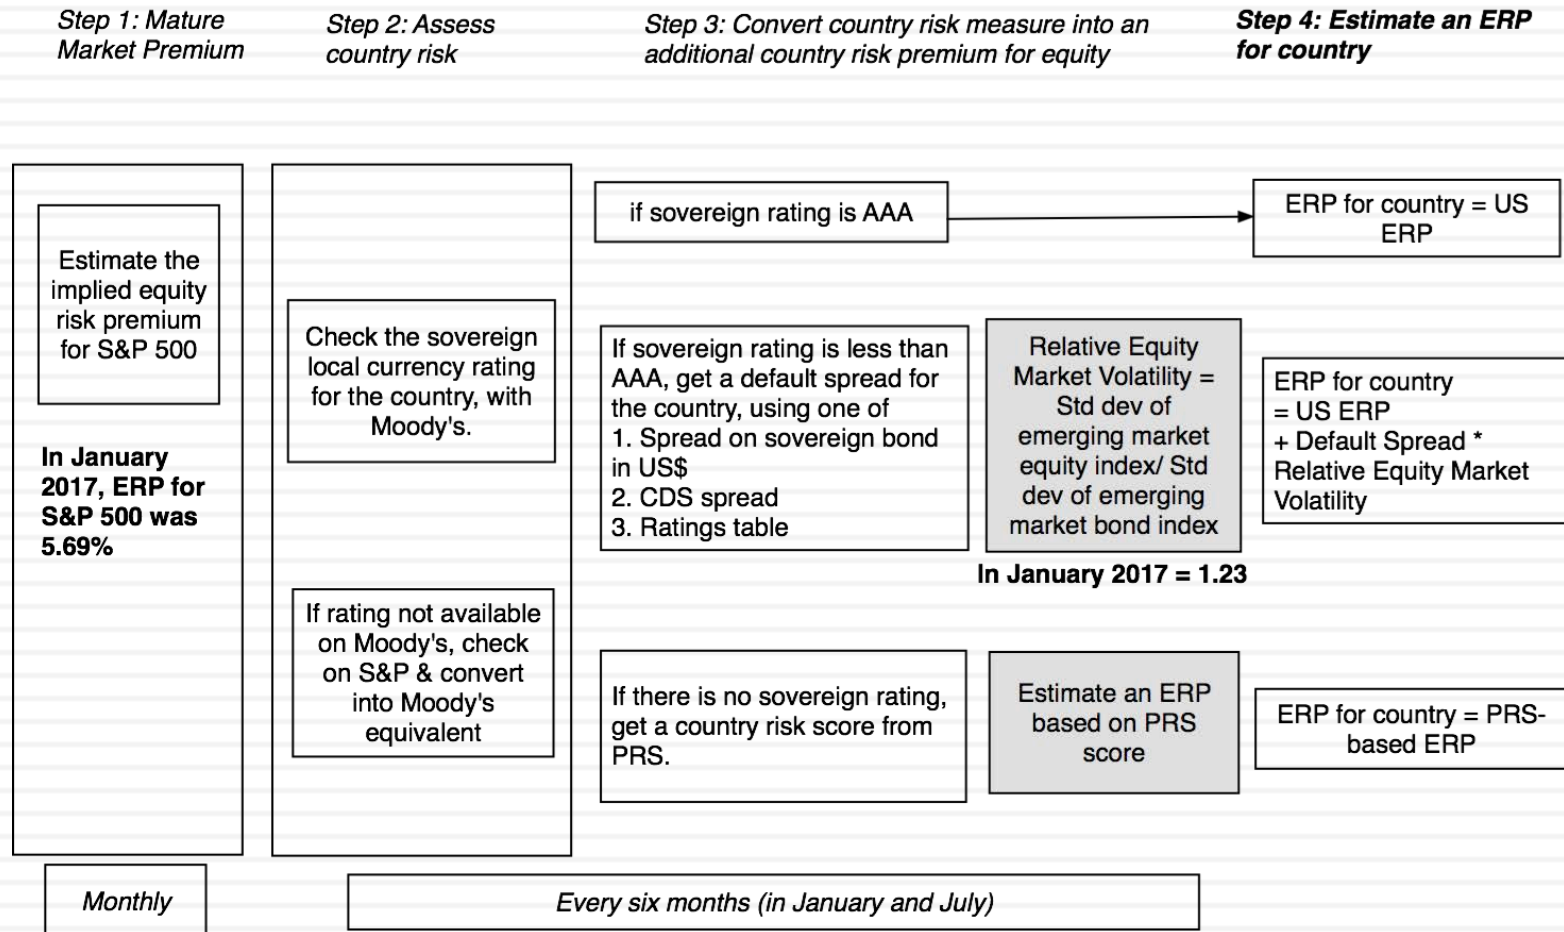 Step 1: Mature
Market Premium
Step 2: Assess
country risk
Step 3: Convert country risk measure into an
additional country risk premium for equity
Step 4: Estimate an ERP
for country
Estimate the
implied equity
risk premium
for S&P 500
In January
2017, ERP for
S&P 500 was
5.69%
Monthly
Check the sovereign
local currency rating
for the country, with
Moody's.
If rating not available
on Moody's, check
on S&P & convert
into Moody's
equivalent
if sovereign rating is AAA
ERP for country = US
ERP
If sovereign rating is less than
AAA, get a default spread for
the country, using one of
1. Spread on sovereign bond
in US$
2. CDS spread
3. Ratings table
Relative Equity
Market Volatility =
Std dev of
emerging market
equity index/ Std
dev of emerging
market bond index
In January 2017 = 1.23
ERP for country
= US ERP
+ Default Spread *
Relative Equity Market
Volatility
If there is no sovereign rating,
get a country risk score from
PRS.
Estimate an ERP
based on PRS
score
ERP for country = PRS-
based ERP
Every six months (in January and July)